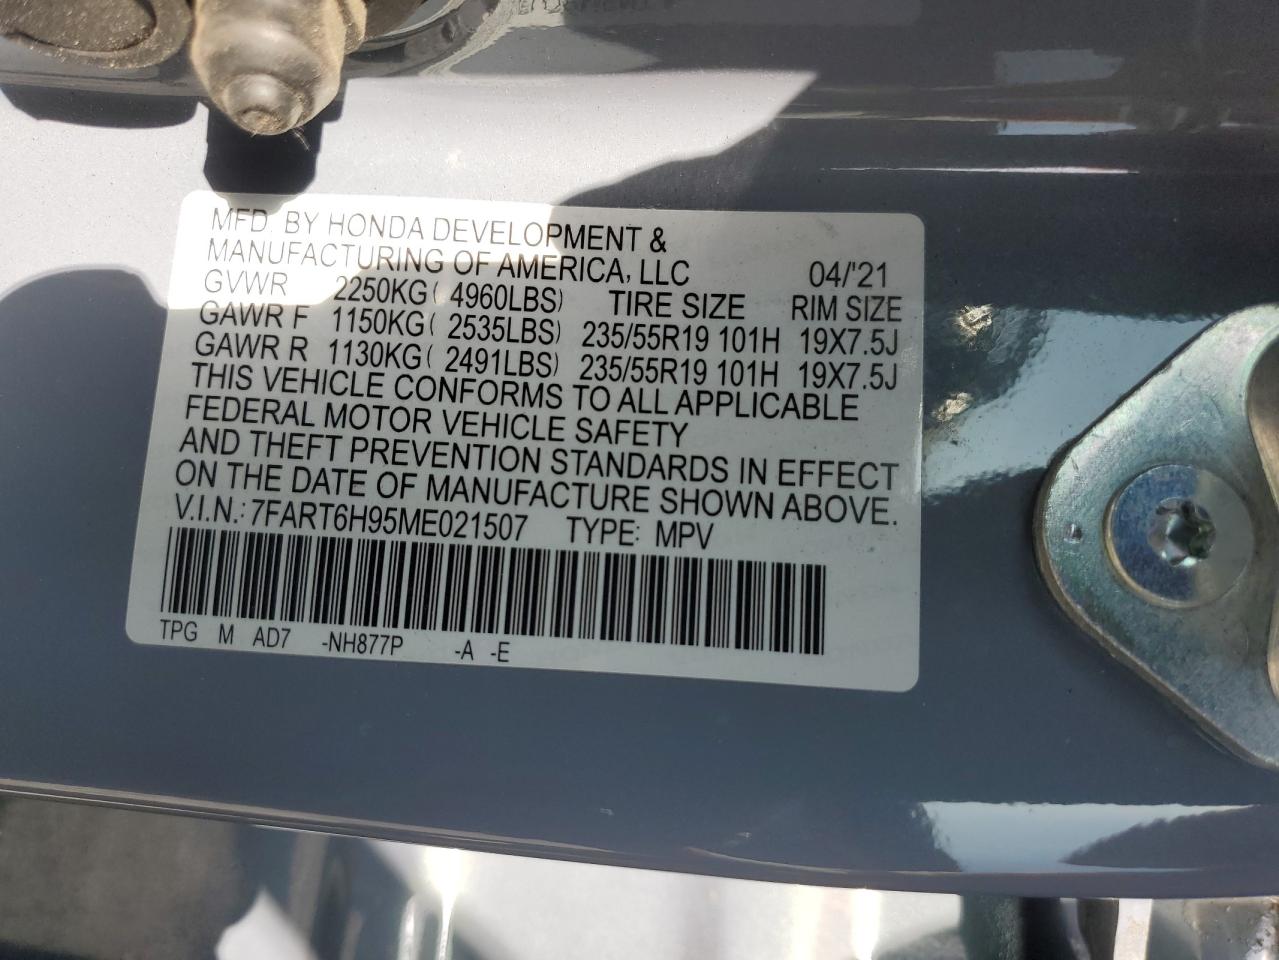 MFD. BY HONDA DEVELOPMENT &
MANUFACTURING OF AMERICA, LLC 04/'21
GVWR 2250KG( 4960LBS) TIRE SIZE RIM SIZE
GAWR F 1150KG( 2535LBS) 235/55R19 101H 19X7.5J
GAWR R 1130KG( 2491LBS) 235/55R19 101H 19X7.5J
THIS VEHICLE CONFORMS TO ALL APPLICABLE
FEDERAL MOTOR VEHICLE SAFETY
AND THEFT PREVENTION STANDARDS IN EFFECT
ON THE DATE OF MANUFACTURE SHOWN ABOVE.
V.I.N.: 7FART6H95ME021507 TYPE: MPV
TPG M AD7 -NH877P -A -E